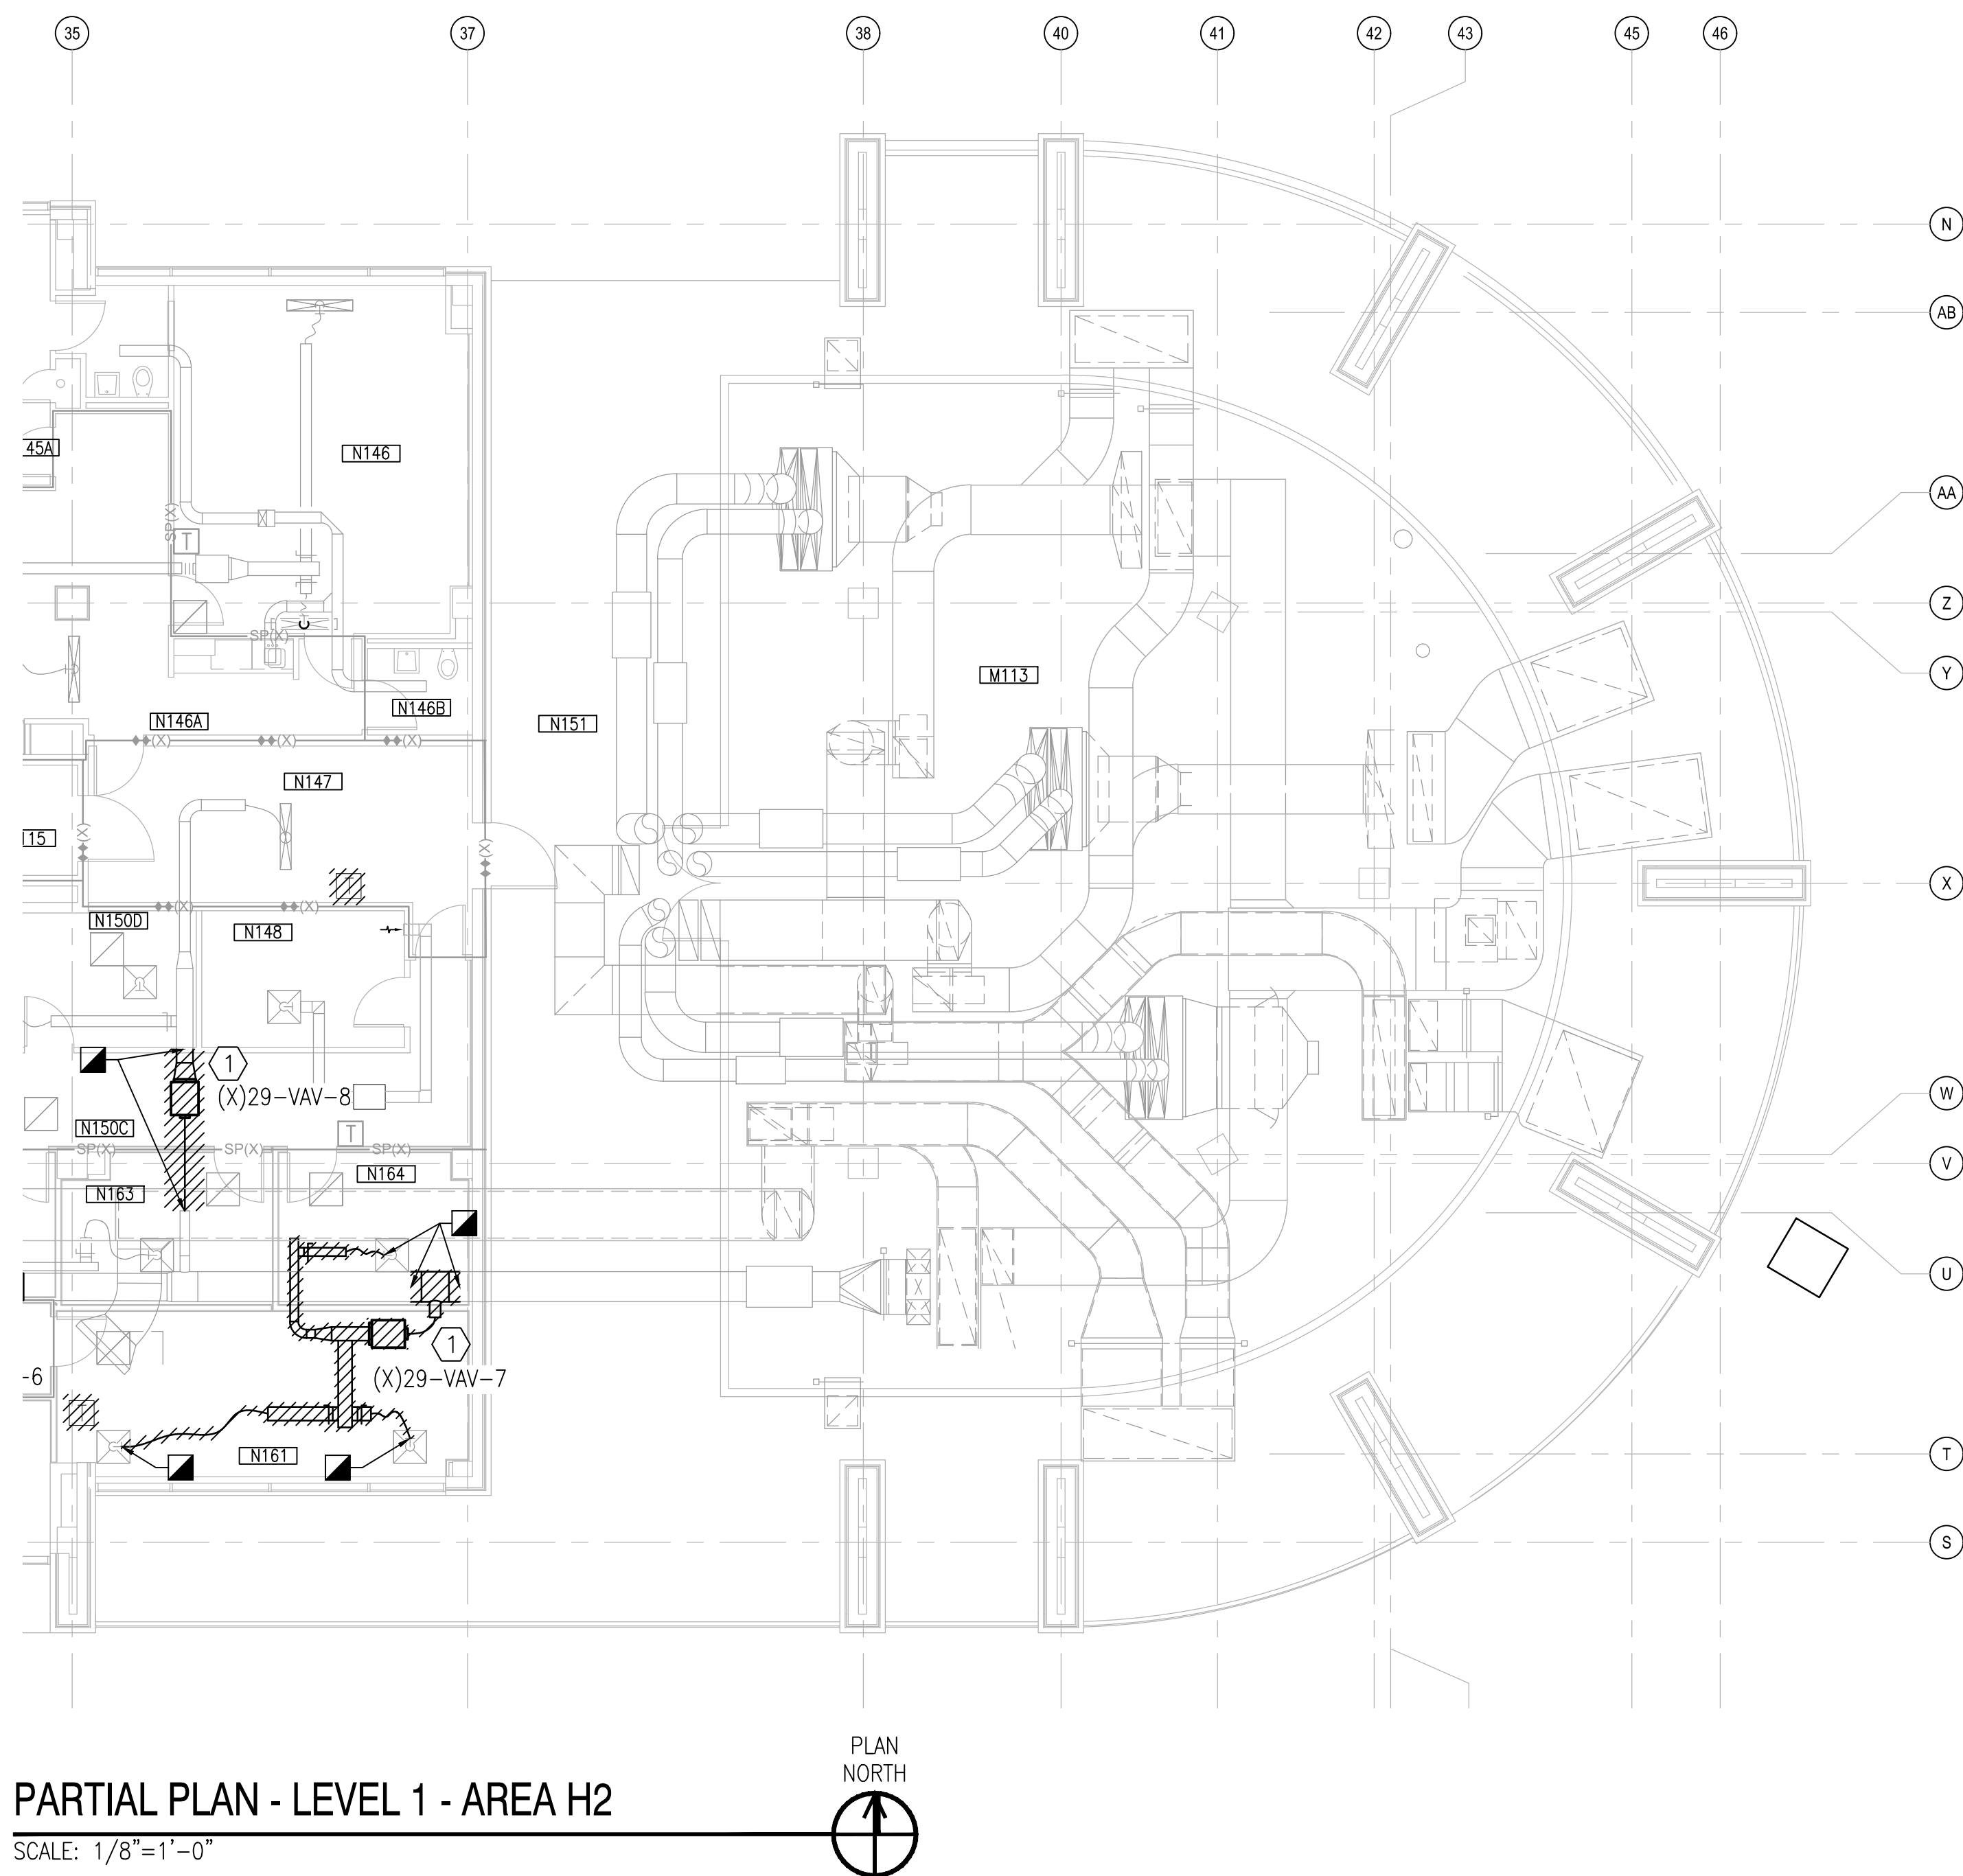 35 37 38 40 41 42 43 45 46
N
AB
45A
N146
AA
SP(X)
T
Z
SP(X)
M113
Y
N146B
N146A
N151
(X) (X) (X)
N147
115
(X)
(X)
T
X
(X) (X)
N150D
N148
1
(X)29-VAV-8
W
N150C
T
SP(X) SP(X) SP(X)
V
N164
N163
U
1
-6
(X)29-VAV-7
T
N161
T
S
PLAN
NORTH
PARTIAL PLAN - LEVEL 1 - AREA H2
SCALE: 1/8"=1'-0"